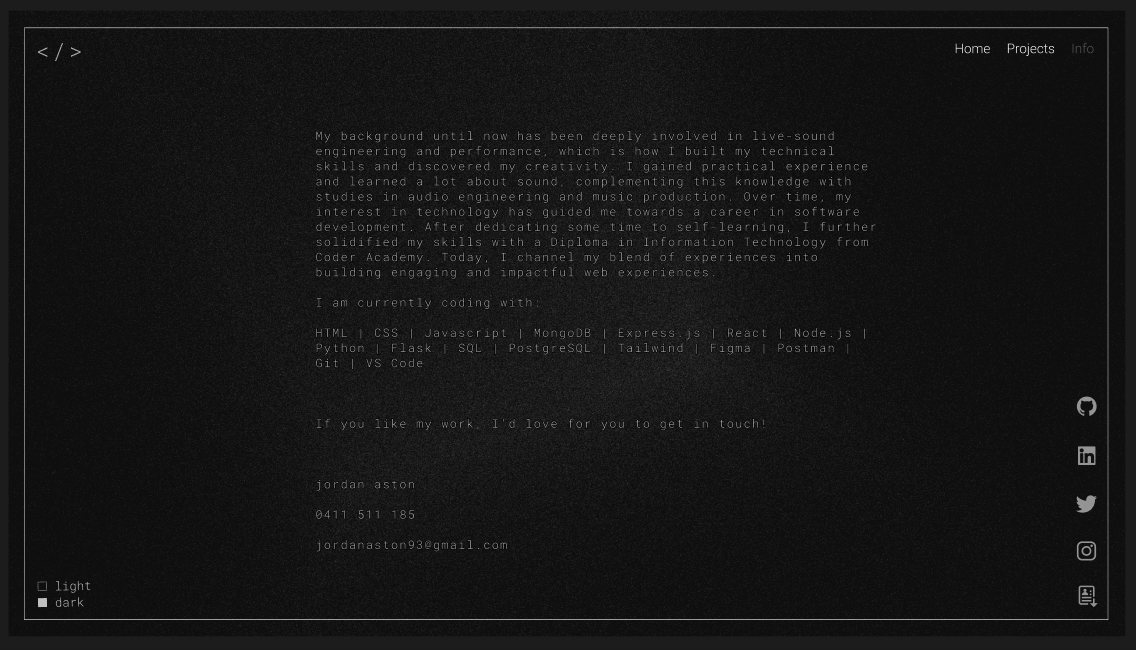 </>
Home Projects Info
My background until now has been deeply involved in live-sound
engineering and performance, which is how I built my technical
skills and discovered my creativity. I gained practical experience
and learned a lot about sound, complementing this knowledge with
studies in audio engineering and music production. Over time, my
interest in technology has guided me towards a career in software
development. After dedicating some time to self-learning, I further
solidified my skills with a Diploma in Information Technology from
Coder Academy. Today, I channel my blend of experiences into
building engaging and impactful web experiences.
I am currently coding with:
HTML | CSS | Javascript | MongoDB | Express.js | React | Node.js |
Python | Flask | SQL | PostgreSQL | Tailwind | Figma | Postman |
Git | VS Code
If you like my work, I'd love for you to get in touch!
jordan aston
0411 511 185
jordanaston93@gmail.com
light
dark